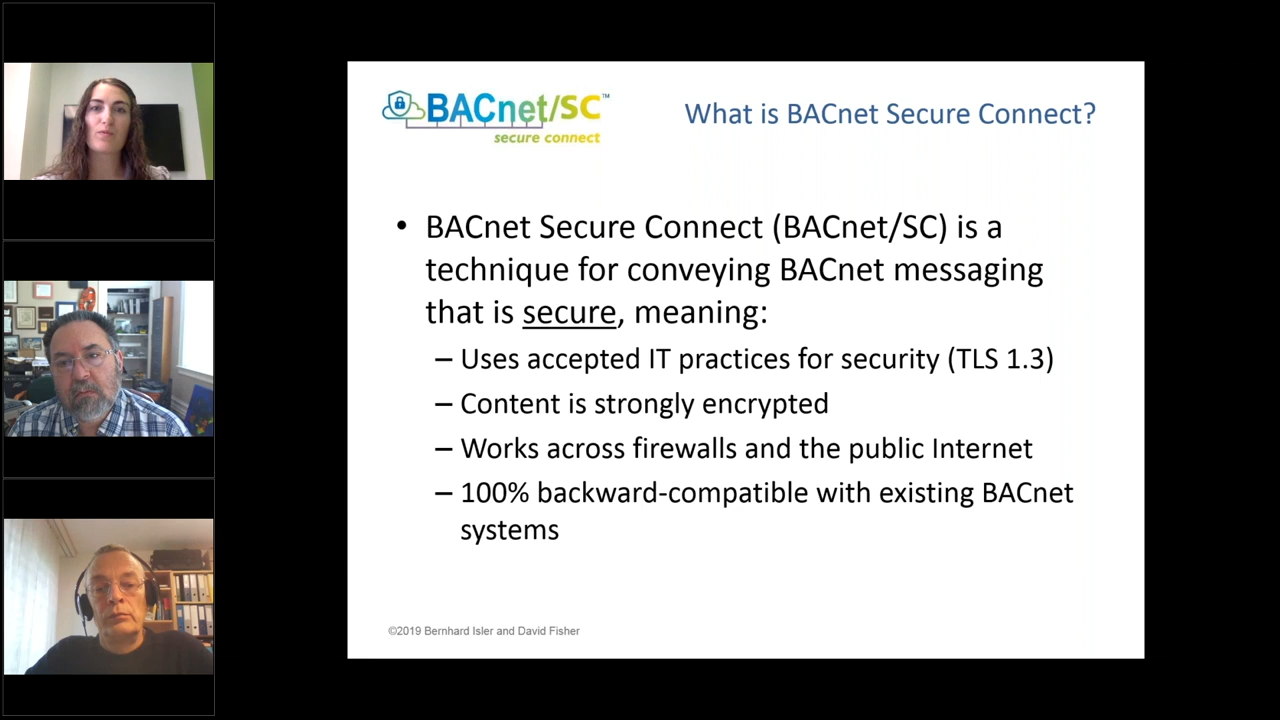 BACnet/SC™
secure connect
What is BACnet Secure Connect?
• BACnet Secure Connect (BACnet/SC) is a
technique for conveying BACnet messaging
that is secure, meaning:
– Uses accepted IT practices for security (TLS 1.3)
– Content is strongly encrypted
– Works across firewalls and the public Internet
– 100% backward-compatible with existing BACnet
systems
©2019 Bernhard Isler and David Fisher